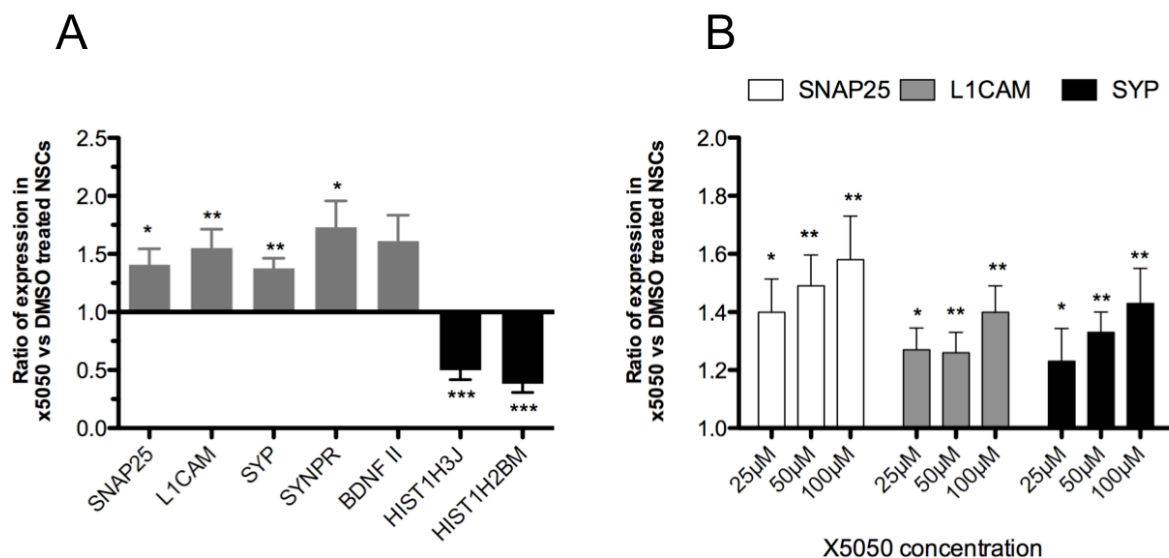 A
Ratio of expression in
x5050 vs DMSO treated NSCs
2.5
2.0
1.5
1.0
0.5
0.0
*
**
**
*
***
***
SNAP25
L1CAM
SYP
SYNPR
BDNF II
HIST1H3J
HIST1H2BM
B
SNAP25 L1CAM SYP
Ratio of expression in
x5050 vs DMSO treated NSCs
2.0
1.8
1.6
1.4
1.2
1.0
*
**
**
*
**
**
*
**
**
25µM
50µM
100µM
25µM
50µM
100µM
25µM
50µM
100µM
X5050 concentration